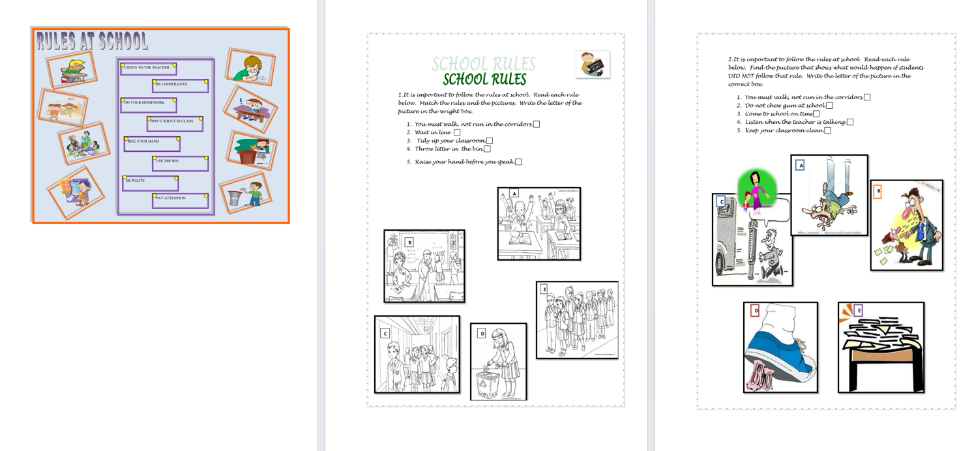 RULES AT SCHOOL
LISTEN TO THE TEACHER
BE COOPERATIVE
DO YOUR HOMEWORK
DON'T SHOUT IN CLASS
RAISE YOUR HAND
USE THE BIN
BE POLITE
PAY ATTENTION
SCHOOL RULES
SCHOOL RULES
1.It is important to follow the rules at school. Read each rule
below. Match the rules and the pictures. Write the letter of the
picture in the wright box.
1. You must walk, not run in the corridors.
2. Wait in line
3. Tidy up your classroom.
4. Throw litter in the bin.
5. Raise your hand before you speak.
A
B
E
C
D
2.It is important to follow the rules at school. Read each rule
below. Find the picture that shows what would happen if students
DID NOT follow that rule. Write the letter of the picture in the
correct box.
1. You must walk, not run in the corridors.
2. Do not chew gum at school.
3. Come to school on time
4. Listen when the teacher is talking.
5. Keep your classroom clean.
A
B
C
D
E